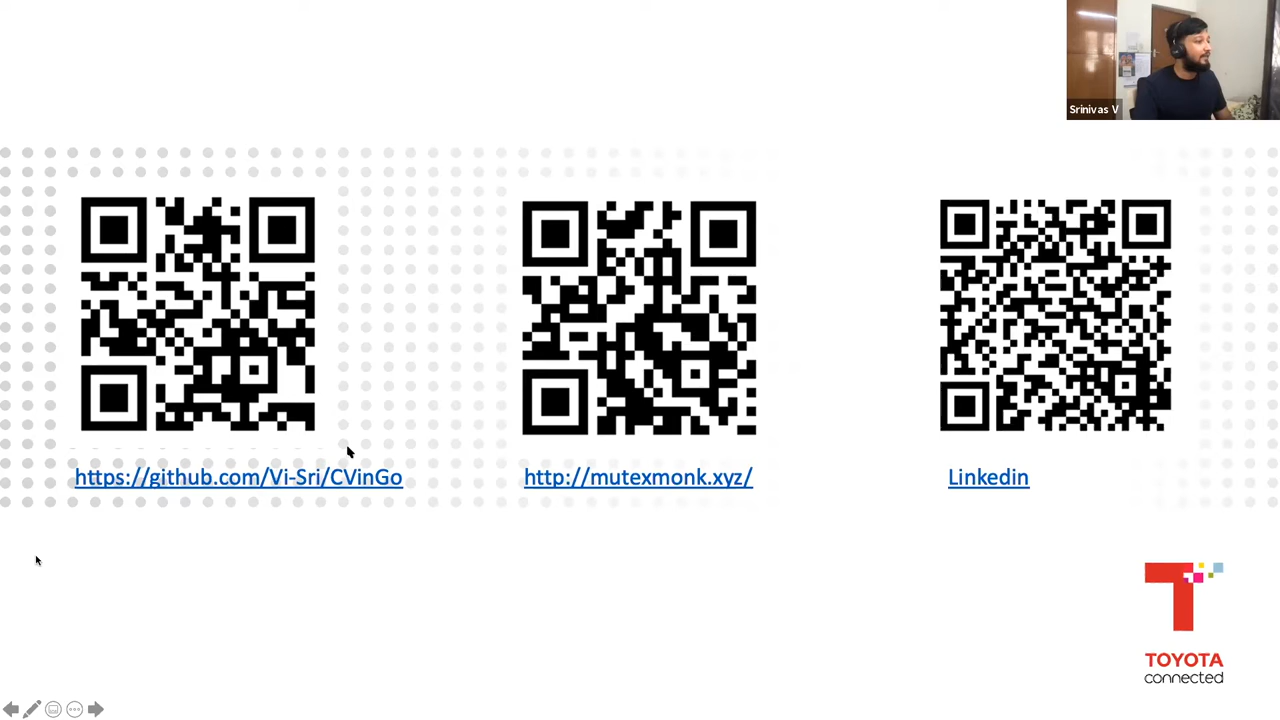 Srinivas V
https://github.com/Vi-Sri/CVinGo
http://mutexmonk.xyz/
Linkedin
TOYOTA
connected